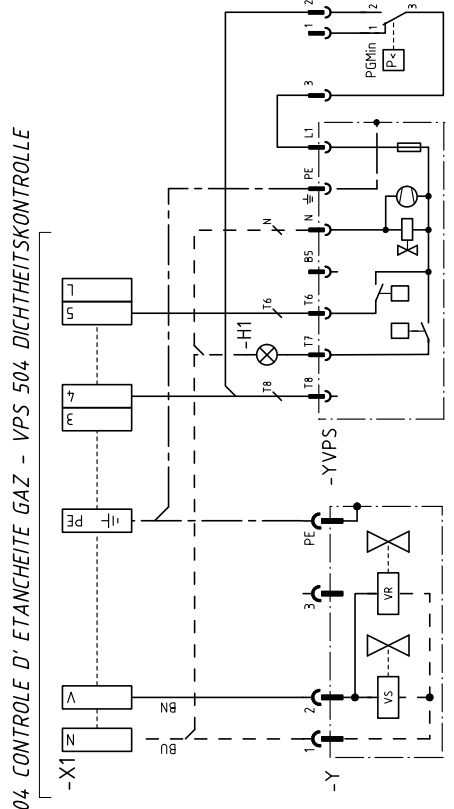 04 CONTROLE D' ETANCHEITE GAZ - VPS 504 DICHTHEITSKONTROLLE
-X1
N
V
PE
3
4
5
L
BU
BN
T8
-H1
T6
N
-Y
1
2
3
PE
-YVPS
T8
T7
T6
B5
N
PE
L1
3
1
2
VS
VR
PGMin
P<
1
2
3